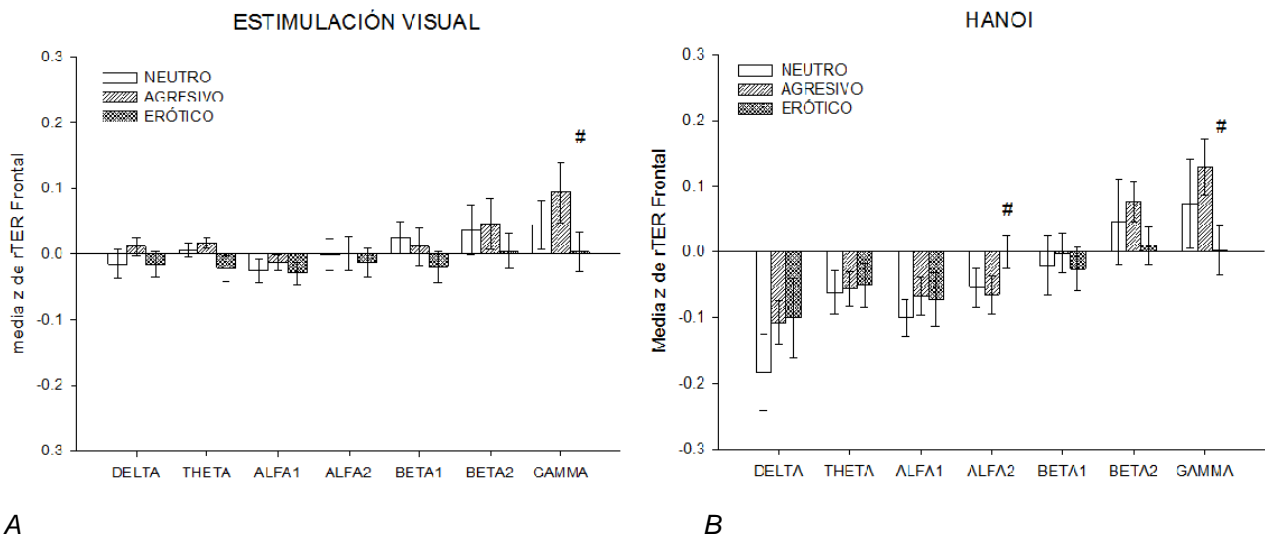 ESTIMULACIÓN VISUAL
media z de rTER Frontal
0.3
0.2
0.1
0.0
-0.1
-0.2
0.3
NEUTRO
AGRESIVO
ERÓTICO
#
DELTA THETA ALFA1 ALFA2 BETA1 BETA2 GAMMA
A
HANOI
Media z de rTER Frontal
0.3
0.2
0.1
0.0
-0.1
-0.2
-0.3
NEUTRO
AGRESIVO
ERÓTICO
#
#
DELTA THETA ALFA1 ALFA2 BETA1 BETA2 GAMMA
B